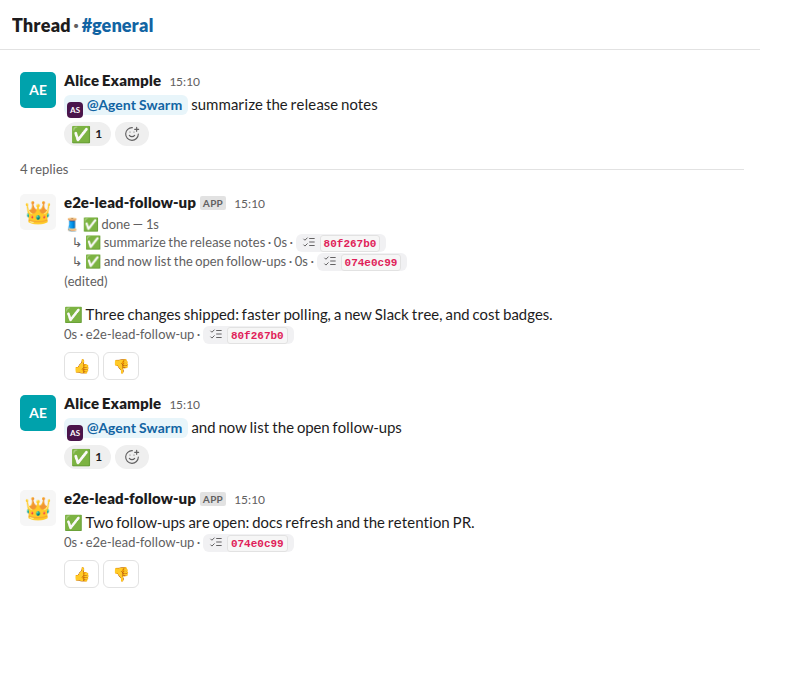 Thread · #general
AE
Alice Example 15:10
AS @Agent Swarm summarize the release notes
✅ 1
4 replies
e2e-lead-follow-up APP 15:10
🧵 ✅ done — 1s
↳ ✅ summarize the release notes · 0s · 80f267b0
↳ ✅ and now list the open follow-ups · 0s · 074e0c99
(edited)
✅ Three changes shipped: faster polling, a new Slack tree, and cost badges.
0s · e2e-lead-follow-up · 80f267b0
👍 👎
AE
Alice Example 15:10
AS @Agent Swarm and now list the open follow-ups
✅ 1
e2e-lead-follow-up APP 15:10
✅ Two follow-ups are open: docs refresh and the retention PR.
0s · e2e-lead-follow-up · 074e0c99
👍 👎